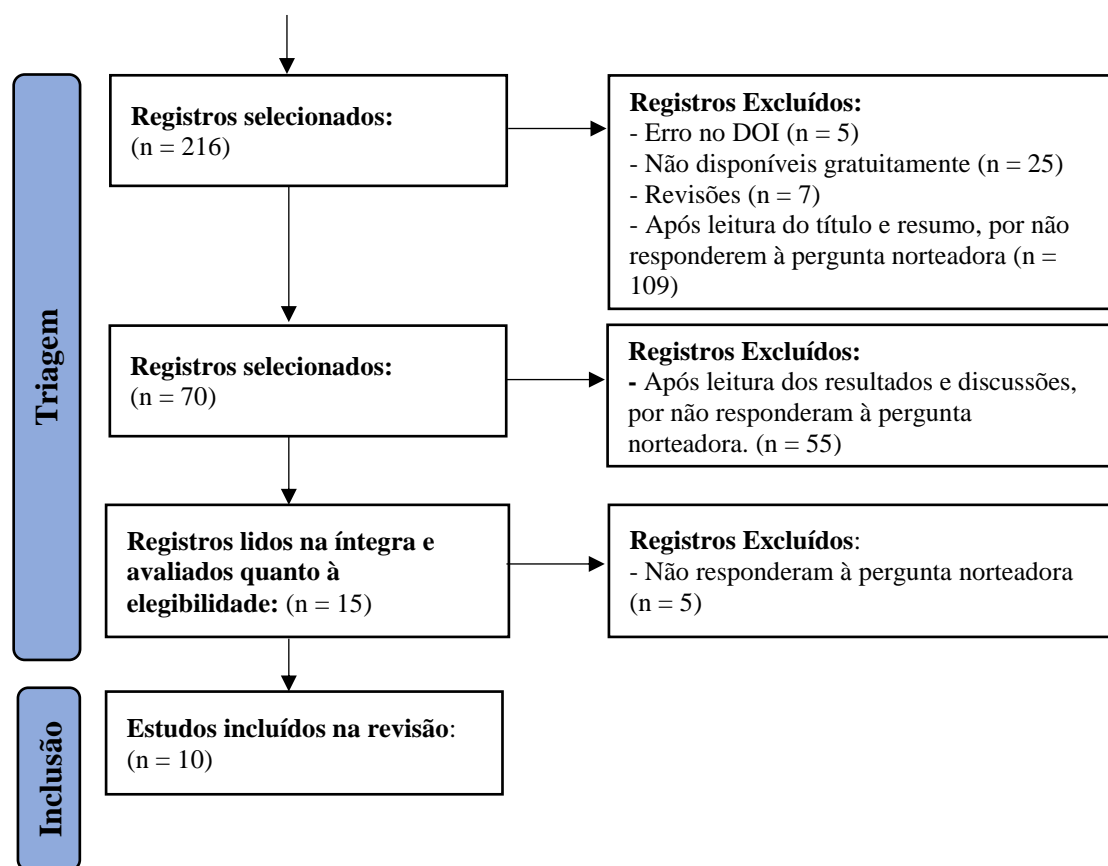 Triagem
Registros selecionados:
(n = 216)
Registros Excluídos:
- Erro no DOI (n = 5)
- Não disponíveis gratuitamente (n = 25)
- Revisões (n = 7)
- Após leitura do título e resumo, por não
responderem à pergunta norteadora (n =
109)
Registros selecionados:
(n = 70)
Registros Excluídos:
- Após leitura dos resultados e discussões,
por não responderam à pergunta
norteadora. (n = 55)
Registros lidos na íntegra e
avaliados quanto à
elegibilidade: (n = 15)
Registros Excluídos:
- Não responderam à pergunta norteadora
(n = 5)
Inclusão
Estudos incluídos na revisão:
(n = 10)